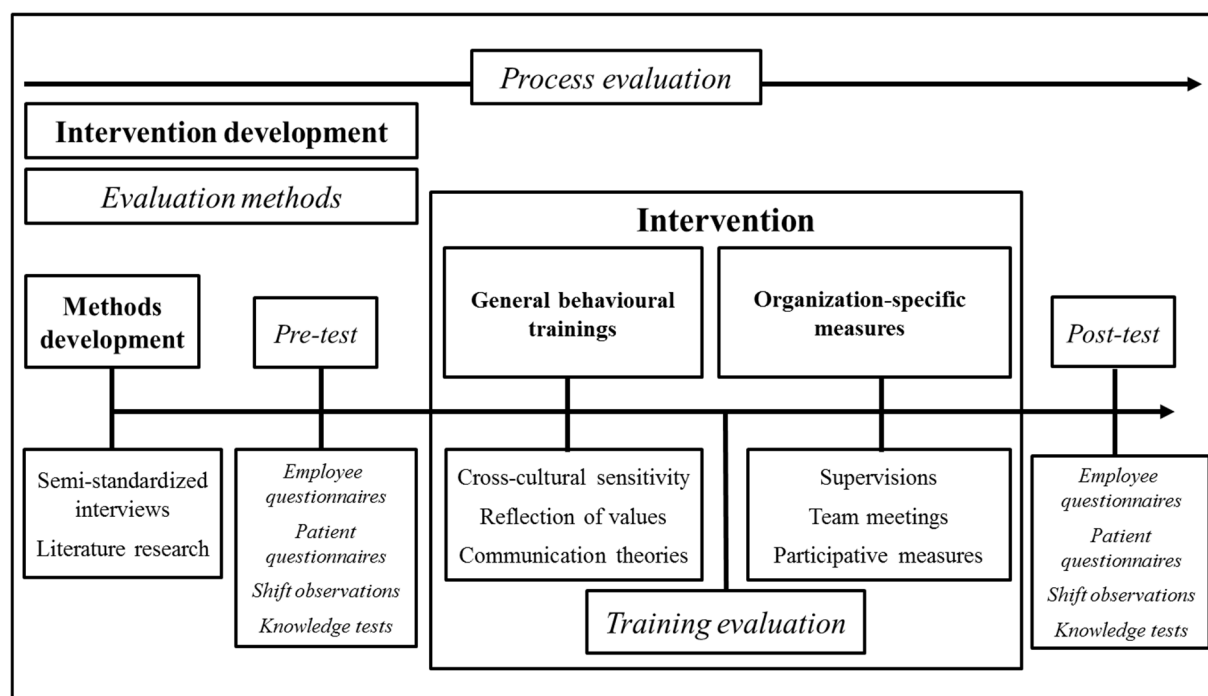 Process evaluation
Intervention development
Evaluation methods
Intervention
Methods
development
Pre-test
General behavioural
trainings
Organization-specific
measures
Post-test
Semi-standardized
interviews
Literature research
Employee
questionnaires
Patient
questionnaires
Shift observations
Knowledge tests
Cross-cultural sensitivity
Reflection of values
Communication theories
Supervisions
Team meetings
Participative measures
Employee
questionnaires
Patient
questionnaires
Shift observations
Knowledge tests
Training evaluation